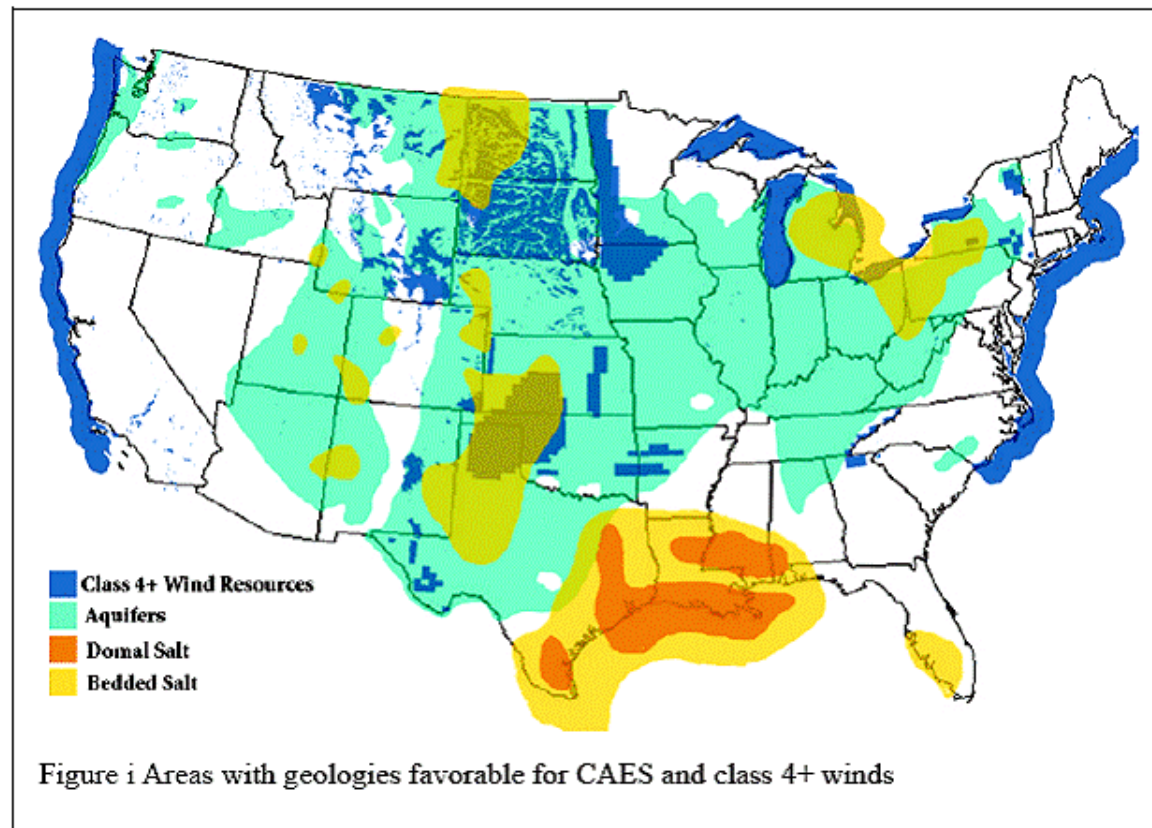 Class 4+ Wind Resources
Aquifers
Domal Salt
Bedded Salt
Figure i Areas with geologies favorable for CAES and class 4+ winds